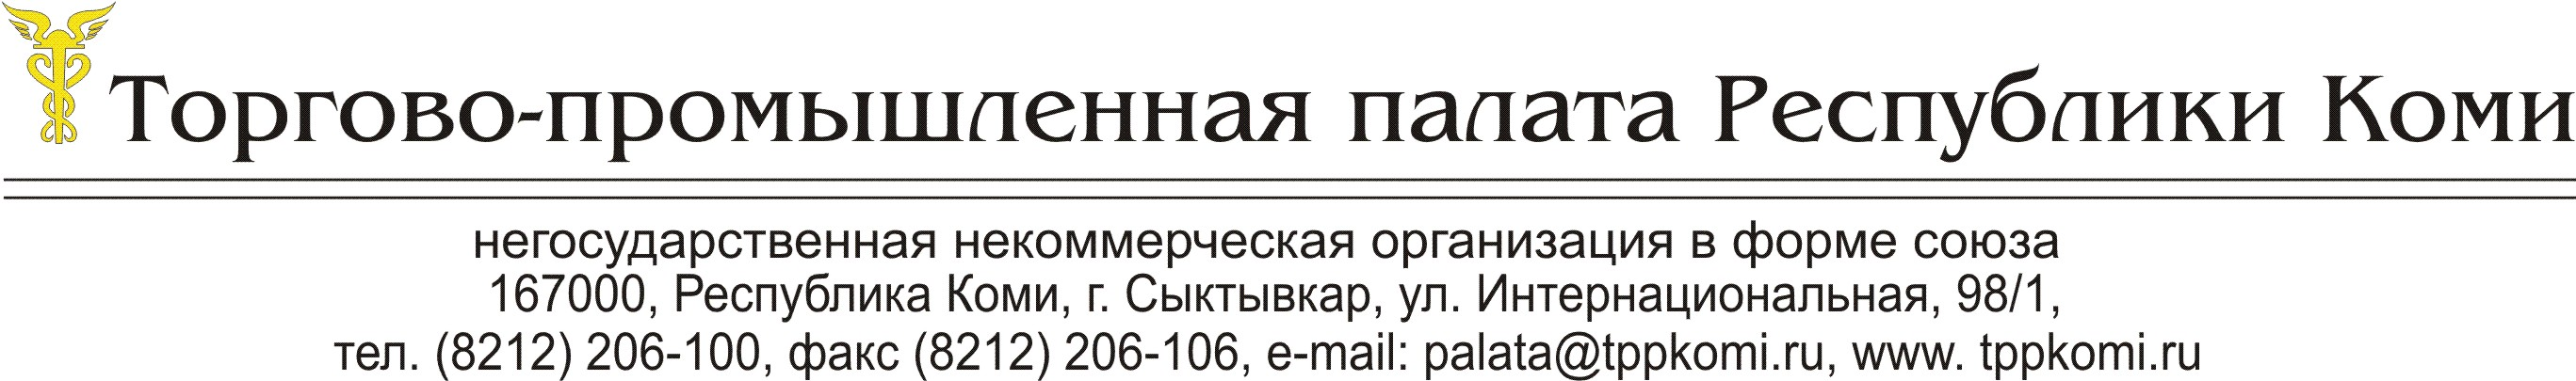 Торгово-промышленная палата Республики Коми
негосударственная некоммерческая организация в форме союза
167000, Республика Коми, г. Сыктывкар, ул. Интернациональная, 98/1,
тел. (8212) 206-100, факс (8212) 206-106, e-mail: palata@tppkomi.ru, www. tppkomi.ru